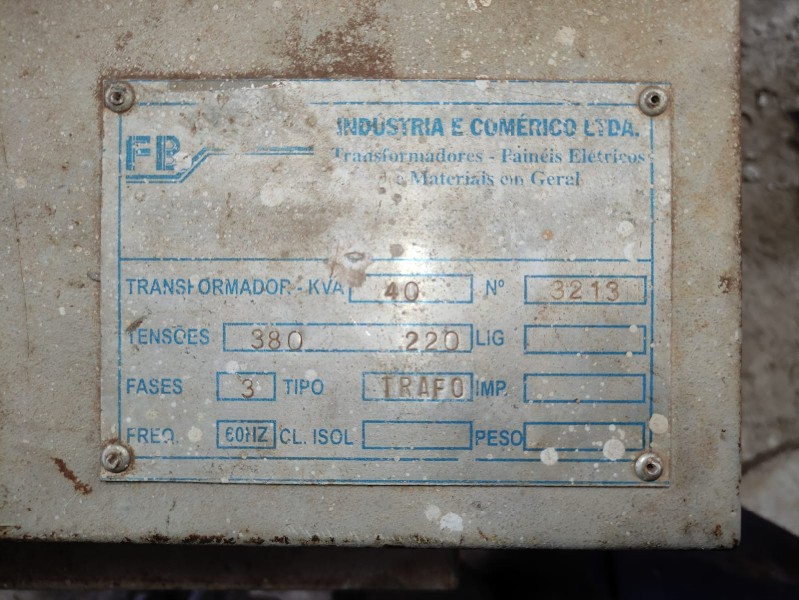 FB
INDUSTRIA E COMÉRICO LTDA.
Transformadores - Painéis Elétricos
e Materiais em Geral
TRANSFORMADOR - KVA 40 Nº 3213
TENSÕES 380 220 LIG
FASES 3 TIPO TRAFO IMP.
FREQ. 60HZ CL. ISOL PESO